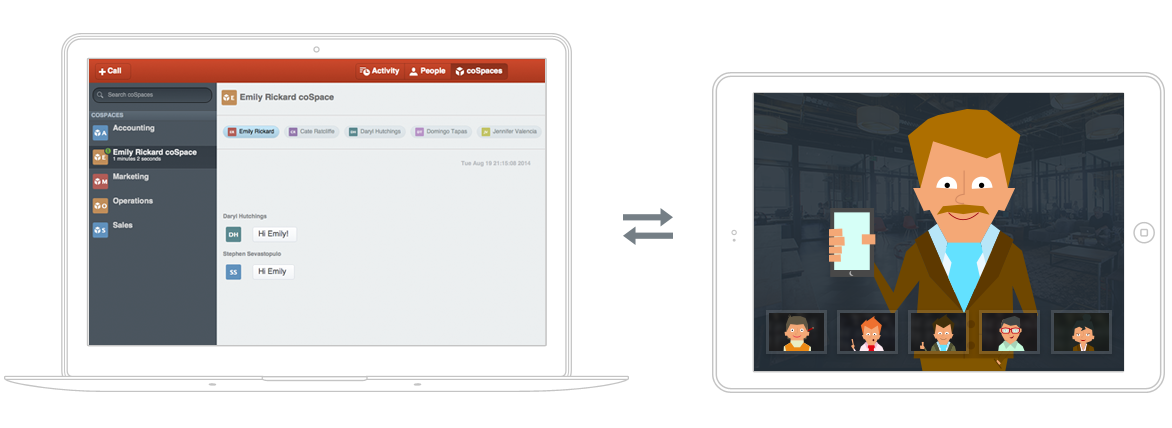 + Call
Activity
People
coSpaces
Search coSpaces
COSPACES
A
Accounting
E
1
Emily Rickard coSpace
1 minutes 2 seconds
M
Marketing
O
Operations
S
Sales
E
Emily Rickard coSpace
ER Emily Rickard
CR Cate Ratcliffe
DH Daryl Hutchings
DT Domingo Tapas
JV Jennifer Valencia
Tue Aug 19 21:15:08 2014
Daryl Hutchings
DH
Hi Emily!
Stephen Sevastopulo
SS
Hi Emily